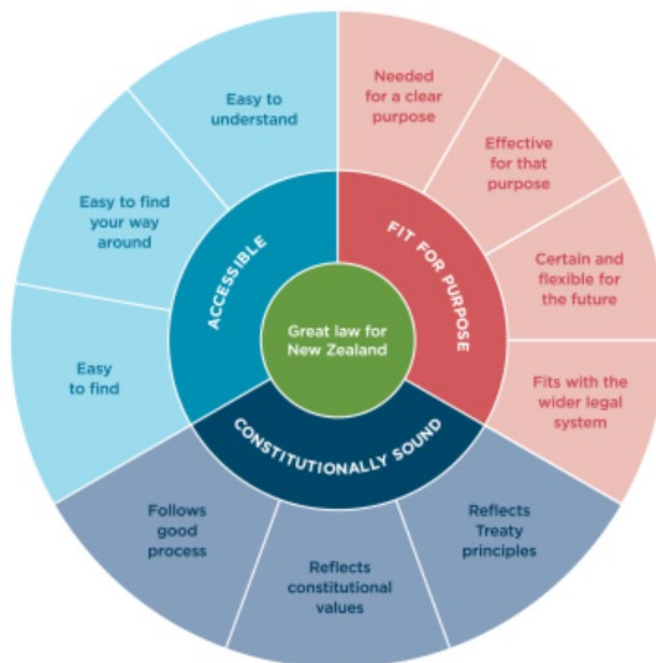 Easy to
understand
Needed
for a clear
purpose
Effective
for that
purpose
Easy to find
your way
around
Certain and
flexible for
the future
ACCESSIBLE
FIT FOR PURPOSE
Great law for
New Zealand
Easy
to find
Fits with the
wider legal
system
CONSTITUTIONALLY SOUND
Follows
good
process
Reflects
constitutional
values
Reflects
Treaty
principles